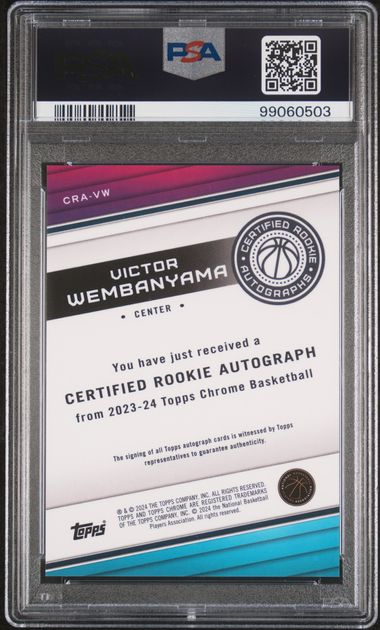 PSA
99060503
CRA-VW
VICTOR
WEMBANYAMA
• CENTER •
CERTIFIED ROOKIE
AUTOGRAPHS
You have just received a
CERTIFIED ROOKIE AUTOGRAPH
from 2023-24 Topps Chrome Basketball
The signing of all Topps autograph cards is witnessed by Topps
representatives to guarantee authenticity.
® & © 2024 THE TOPPS COMPANY, INC. ALL RIGHTS RESERVED.
TOPPS AND TOPPS CHROME ARE REGISTERED TRADEMARKS
OF THE TOPPS COMPANY, INC. © 2024 the National Basketball
Players Association. All rights reserved.
Topps